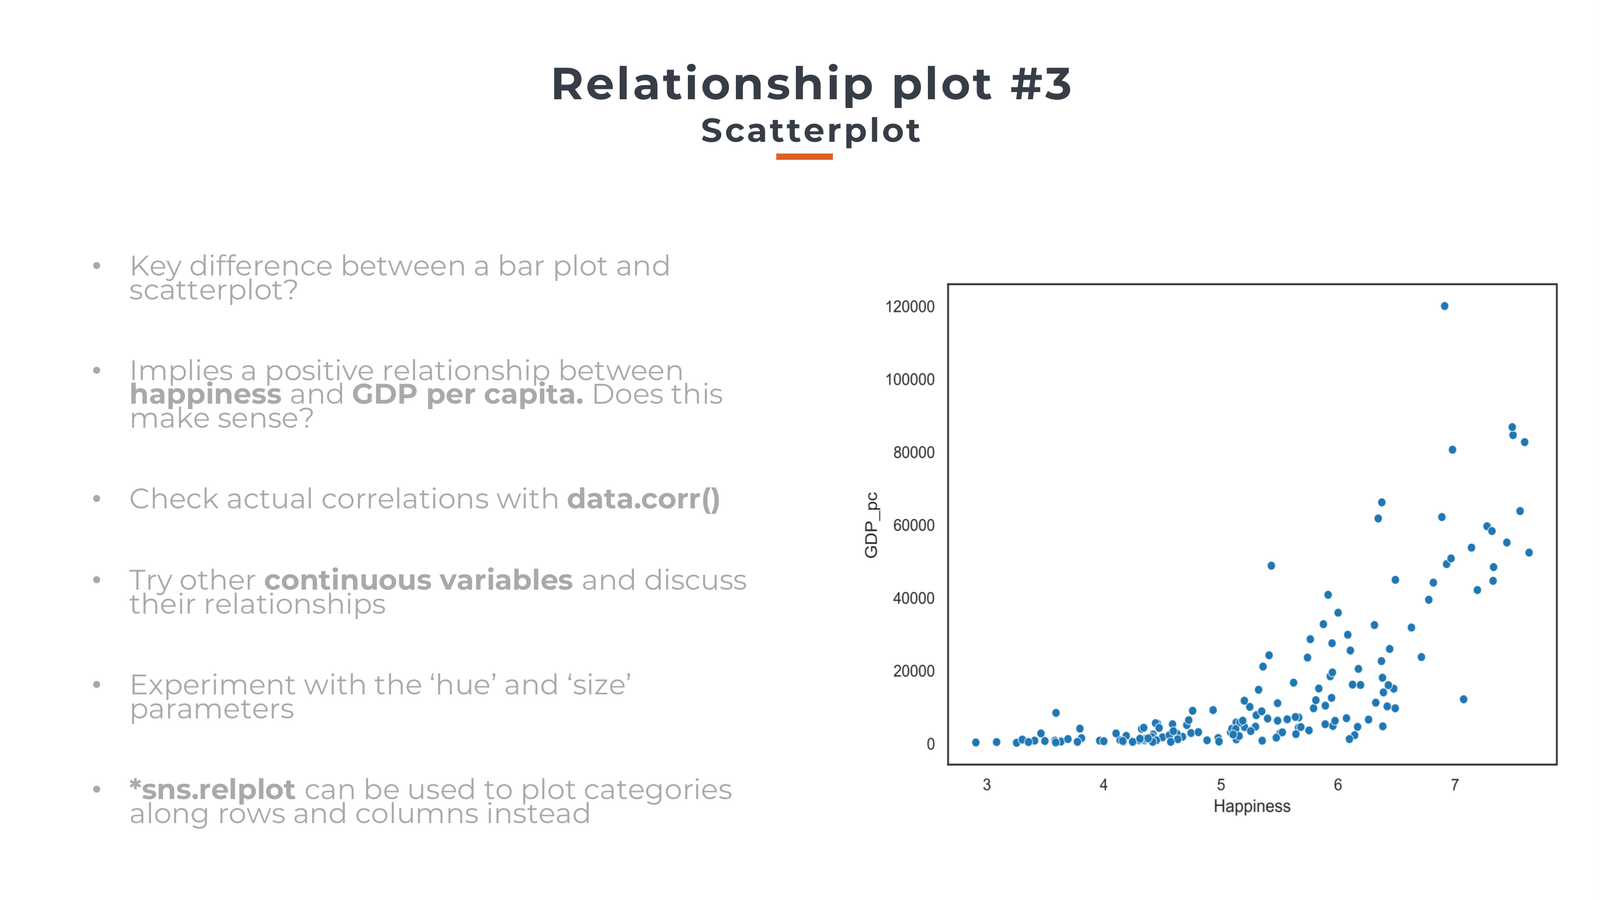 Relationship plot #3
Scatterplot
• Key difference between a bar plot and
scatterplot?
• Implies a positive relationship between
happiness and GDP per capita. Does this
make sense?
• Check actual correlations with data.corr()
• Try other continuous variables and discuss
their relationships
• Experiment with the ‘hue’ and ‘size’
parameters
• *sns.relplot can be used to plot categories
along rows and columns instead
120000
100000
80000
60000
40000
20000
0
GDP_pc
3 4 5 6 7
Happiness